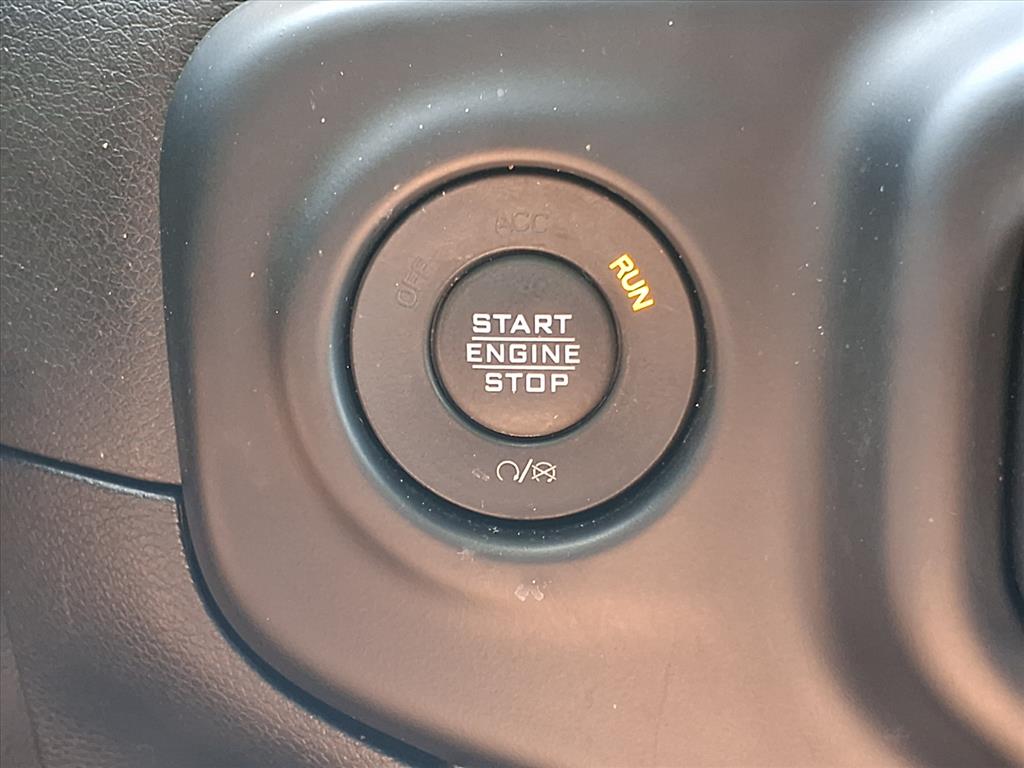 ACC
OFF
RUN
START
ENGINE
STOP